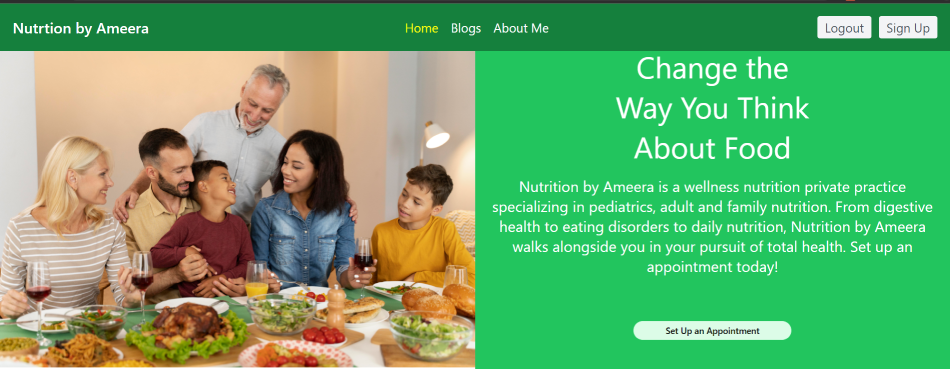 Nutrtion by Ameera
Home Blogs About Me
Logout Sign Up
Change the
Way You Think
About Food
Nutrition by Ameera is a wellness nutrition private practice
specializing in pediatrics, adult and family nutrition. From digestive
health to eating disorders to daily nutrition, Nutrition by Ameera
walks alongside you in your pursuit of total health. Set up an
appointment today!
Set Up an Appointment